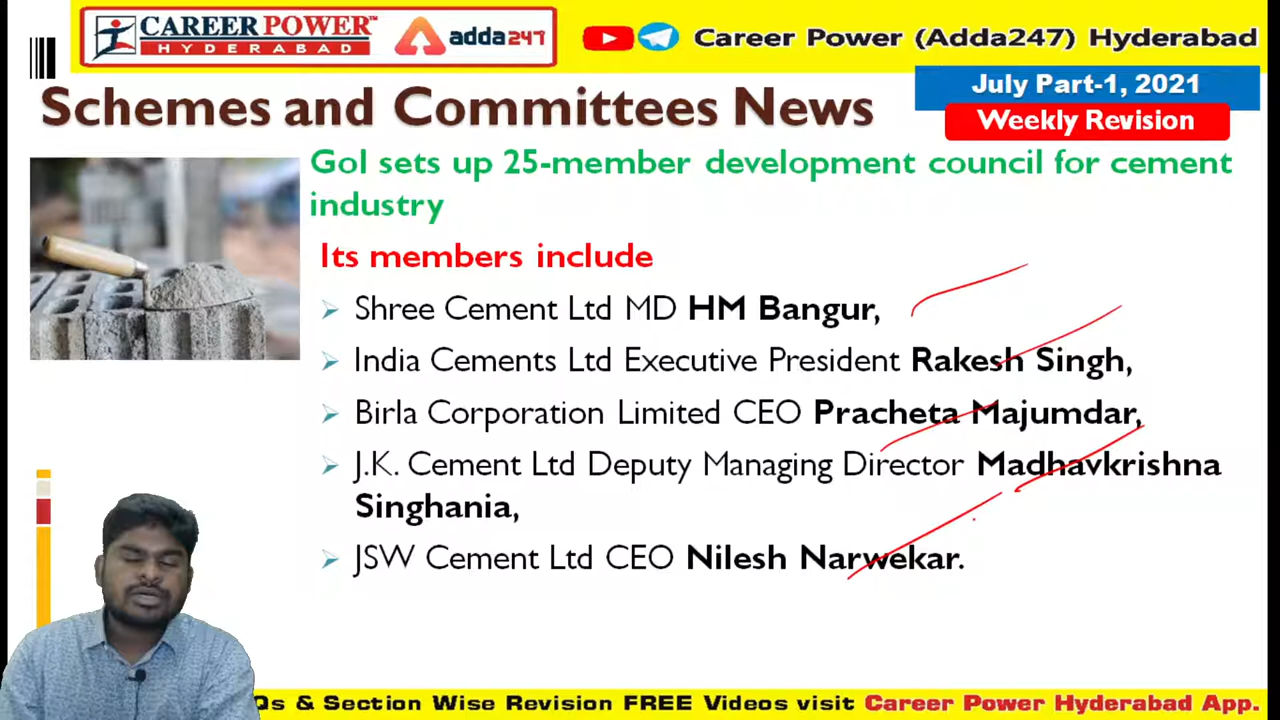 CAREER POWER™
HYDERABAD
adda247
Career Power (Adda247) Hyderabad
July Part-1, 2021
Weekly Revision
Schemes and Committees News
GoI sets up 25-member development council for cement
industry
Its members include
Shree Cement Ltd MD HM Bangur,
India Cements Ltd Executive President Rakesh Singh,
Birla Corporation Limited CEO Pracheta Majumdar,
J.K. Cement Ltd Deputy Managing Director Madhavkrishna
Singhania,
JSW Cement Ltd CEO Nilesh Narwekar.
Qs & Section Wise Revision FREE Videos visit Career Power Hyderabad App.